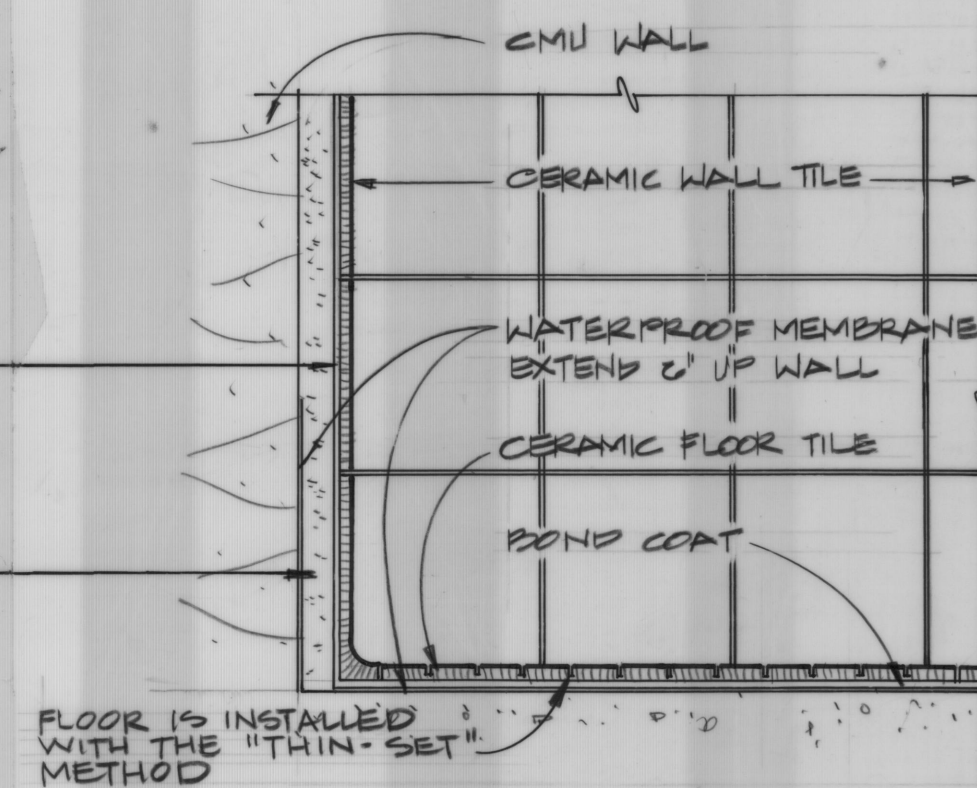 CMU WALL
CERAMIC WALL TILE
WATERPROOF MEMBRANE
EXTEND 6" UP WALL
CERAMIC FLOOR TILE
BOND COAT
FLOOR IS INSTALLED
WITH THE "THIN-SET"
METHOD